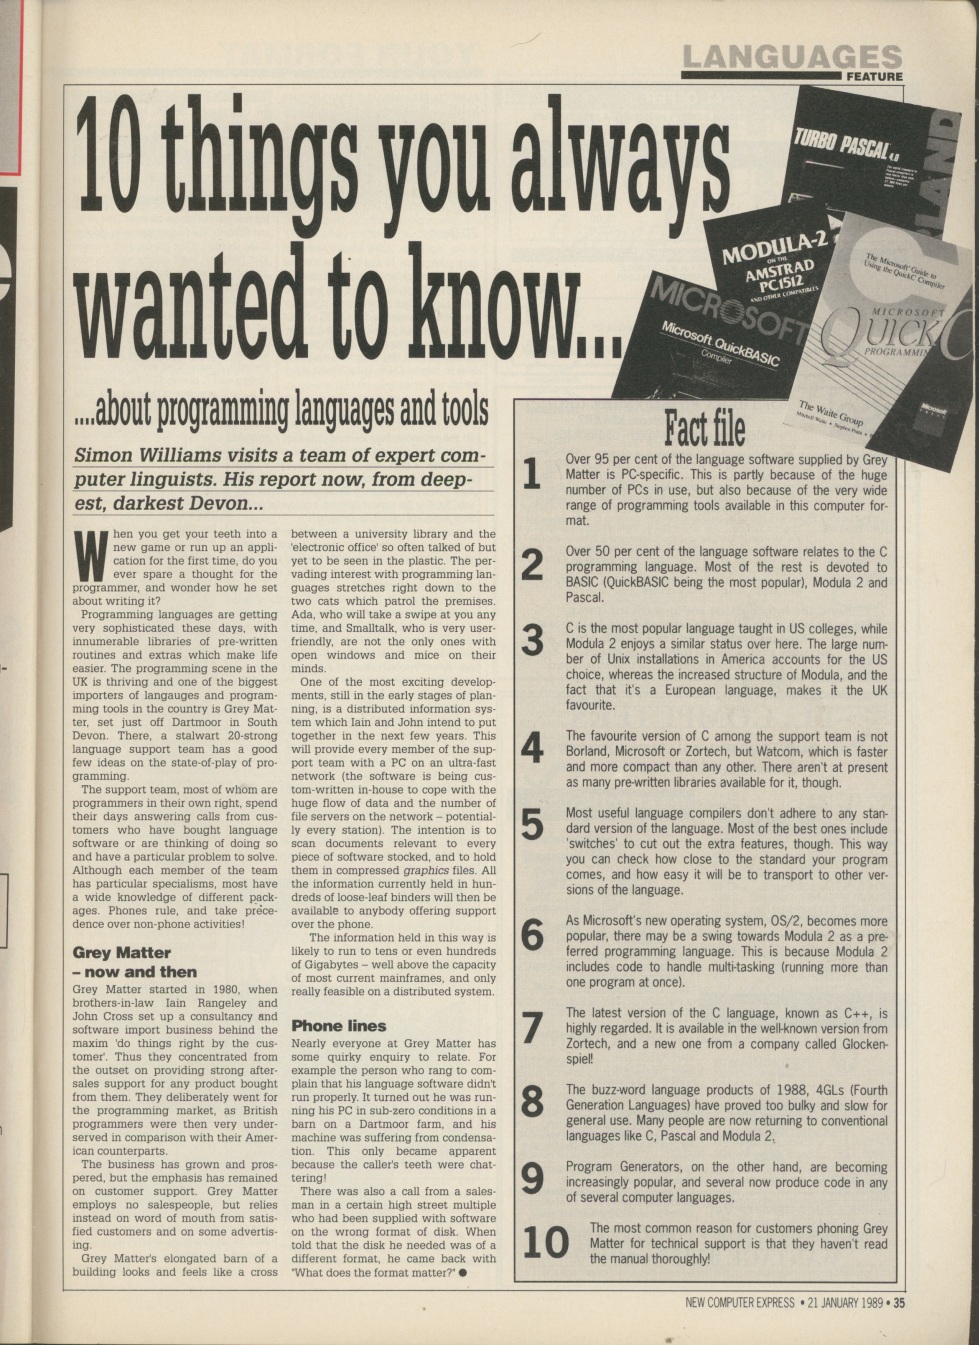 LANGUAGES
FEATURE
10 things you always
wanted to know...
....about programming languages and tools
Simon Williams visits a team of expert com-
puter linguists. His report now, from deep-
est, darkest Devon...
TURBO PASCAL 4.0
LAND
MODULA-2
ON THE
AMSTRAD
PC1512
AND OTHER COMPATIBLES
MICROSOFT
Microsoft QuickBASIC
Compiler
The Microsoft Guide to
Using the QuickC Compiler
C
MICROSOFT
QUICKC
PROGRAMMIN
The Waite Group
Microsoft
When you get your teeth into a
new game or run up an appli-
cation for the first time, do you
ever spare a thought for the
programmer, and wonder how he set
about writing it?
Programming languages are getting
very sophisticated these days, with
innumerable libraries of pre-written
routines and extras which make life
easier. The programming scene in the
UK is thriving and one of the biggest
importers of langauges and program-
ming tools in the country is Grey Mat-
ter, set just off Dartmoor in South
Devon. There, a stalwart 20-strong
language support team has a good
few ideas on the state-of-play of pro-
gramming.
The support team, most of whom are
programmers in their own right, spend
their days answering calls from cus-
tomers who have bought language
software or are thinking of doing so
and have a particular problem to solve.
Although each member of the team
has particular specialisms, most have
a wide knowledge of different pack-
ages. Phones rule, and take prece-
dence over non-phone activities!
Grey Matter
– now and then
Grey Matter started in 1980, when
brothers-in-law Iain Rangeley and
John Cross set up a consultancy and
software import business behind the
maxim 'do things right by the cus-
tomer'. Thus they concentrated from
the outset on providing strong after-
sales support for any product bought
from them. They deliberately went for
the programming market, as British
programmers were then very under-
served in comparison with their Amer-
ican counterparts.
The business has grown and pros-
pered, but the emphasis has remained
on customer support. Grey Matter
employs no salespeople, but relies
instead on word of mouth from satis-
fied customers and on some advertis-
ing.
Grey Matter's elongated barn of a
building looks and feels like a cross
between a university library and the
'electronic office' so often talked of but
yet to be seen in the plastic. The per-
vading interest with programming lan-
guages stretches right down to the
two cats which patrol the premises.
Ada, who will take a swipe at you any
time, and Smalltalk, who is very user-
friendly, are not the only ones with
open windows and mice on their
minds.
One of the most exciting develop-
ments, still in the early stages of plan-
ning, is a distributed information sys-
tem which Iain and John intend to put
together in the next few years. This
will provide every member of the sup-
port team with a PC on an ultra-fast
network (the software is being cus-
tom-written in-house to cope with the
huge flow of data and the number of
file servers on the network – potential-
ly every station). The intention is to
scan documents relevant to every
piece of software stocked, and to hold
them in compressed graphics files. All
the information currently held in hun-
dreds of loose-leaf binders will then be
available to anybody offering support
over the phone.
The information held in this way is
likely to run to tens or even hundreds
of Gigabytes – well above the capacity
of most current mainframes, and only
really feasible on a distributed system.
Phone lines
Nearly everyone at Grey Matter has
some quirky enquiry to relate. For
example the person who rang to com-
plain that his language software didn't
run properly. It turned out he was run-
ning his PC in sub-zero conditions in a
barn on a Dartmoor farm, and his
machine was suffering from condensa-
tion. This only became apparent
because the caller's teeth were chat-
tering!
There was also a call from a sales-
man in a certain high street multiple
who had been supplied with software
on the wrong format of disk. When
told that the disk he needed was of a
different format, he came back with
"What does the format matter?" ●
Fact file
1 Over 95 per cent of the language software supplied by Grey
Matter is PC-specific. This is partly because of the huge
number of PCs in use, but also because of the very wide
range of programming tools available in this computer for-
mat.
2 Over 50 per cent of the language software relates to the C
programming language. Most of the rest is devoted to
BASIC (QuickBASIC being the most popular), Modula 2 and
Pascal.
3 C is the most popular language taught in US colleges, while
Modula 2 enjoys a similar status over here. The large num-
ber of Unix installations in America accounts for the US
choice, whereas the increased structure of Modula, and the
fact that it's a European language, makes it the UK
favourite.
4 The favourite version of C among the support team is not
Borland, Microsoft or Zortech, but Watcom, which is faster
and more compact than any other. There aren't at present
as many pre-written libraries available for it, though.
5 Most useful language compilers don't adhere to any stan-
dard version of the language. Most of the best ones include
'switches' to cut out the extra features, though. This way
you can check how close to the standard your program
comes, and how easy it will be to transport to other ver-
sions of the language.
6 As Microsoft's new operating system, OS/2, becomes more
popular, there may be a swing towards Modula 2 as a pre-
ferred programming language. This is because Modula 2
includes code to handle multi-tasking (running more than
one program at once).
7 The latest version of the C language, known as C++, is
highly regarded. It is available in the well-known version from
Zortech, and a new one from a company called Glocken-
spiel!
8 The buzz-word language products of 1988, 4GLs (Fourth
Generation Languages) have proved too bulky and slow for
general use. Many people are now returning to conventional
languages like C, Pascal and Modula 2.
9 Program Generators, on the other hand, are becoming
increasingly popular, and several now produce code in any
of several computer languages.
10 The most common reason for customers phoning Grey
Matter for technical support is that they haven't read
the manual thoroughly!
NEW COMPUTER EXPRESS • 21 JANUARY 1989 • 35